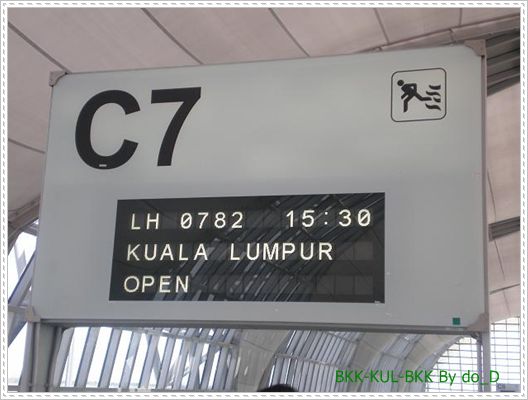 C7
LH 0782 15:30
KUALA LUMPUR
OPEN
BKK-KUL-BKK By do_D